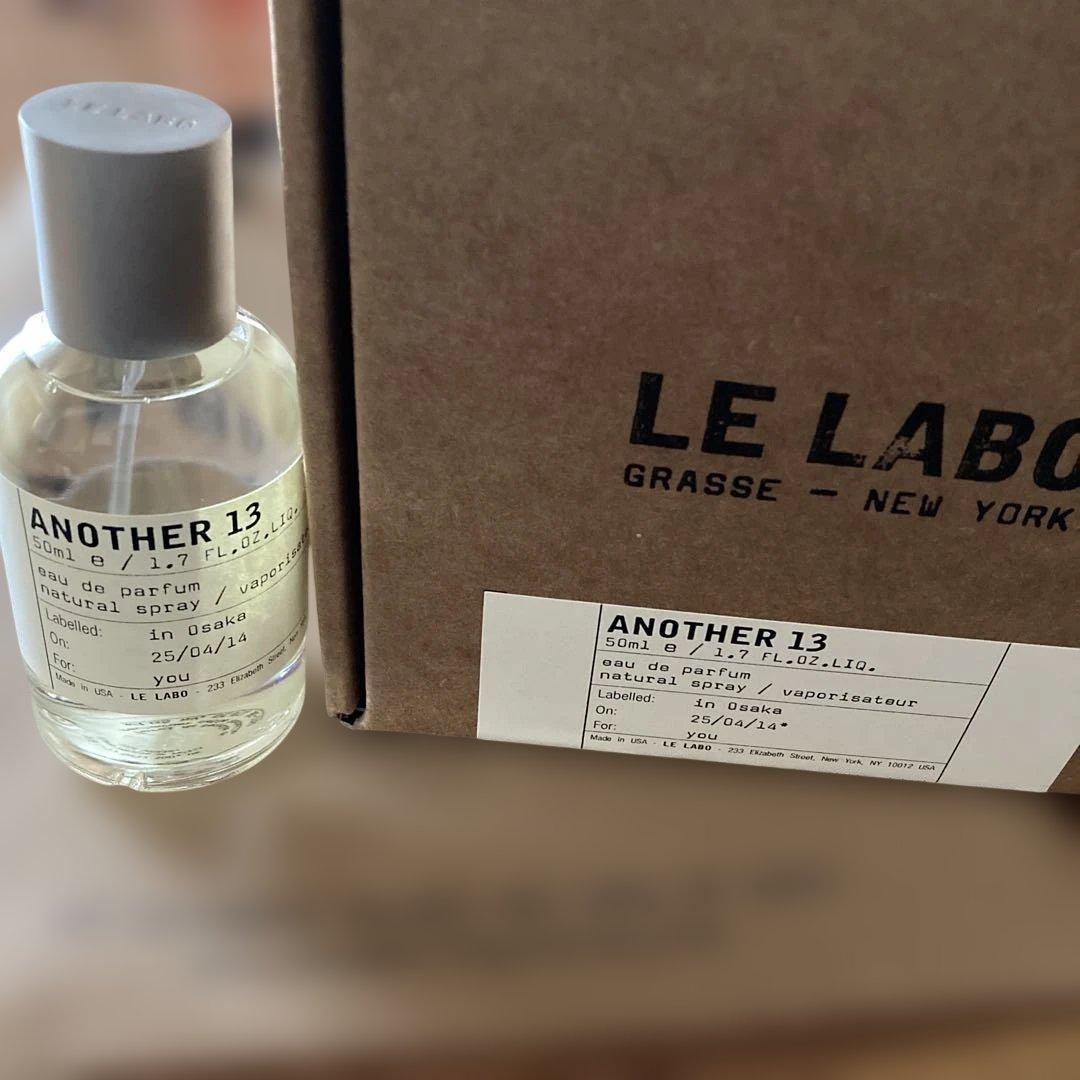 ANOTHER 13
50ml e / 1.7 FL.OZ.LIQ.
eau de parfum
natural spray /
Labelled: in Osaka
On: 25/04/14
For: you
Made in USA - LE LABO - 233 Elizabeth Street,
LE LABO
GRASSE — NEW YORK
ANOTHER 13
50ml e / 1.7 FL.OZ.LIQ.
eau de parfum
natural spray / vaporisateur
Labelled: in Osaka
On: 25/04/14*
For: you
Made in USA - LE LABO - 233 Elizabeth Street, New York, NY 10012 USA